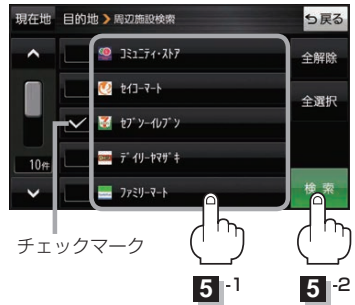 現在地 目的地 > 周辺施設検索 戻る
コミュニティ・ストア 全解除
セイコーマート
全選択
セブン-イレブン
デイリーヤマザキ
10件
ファミリーマート 検索
チェックマーク
5-1 5-2